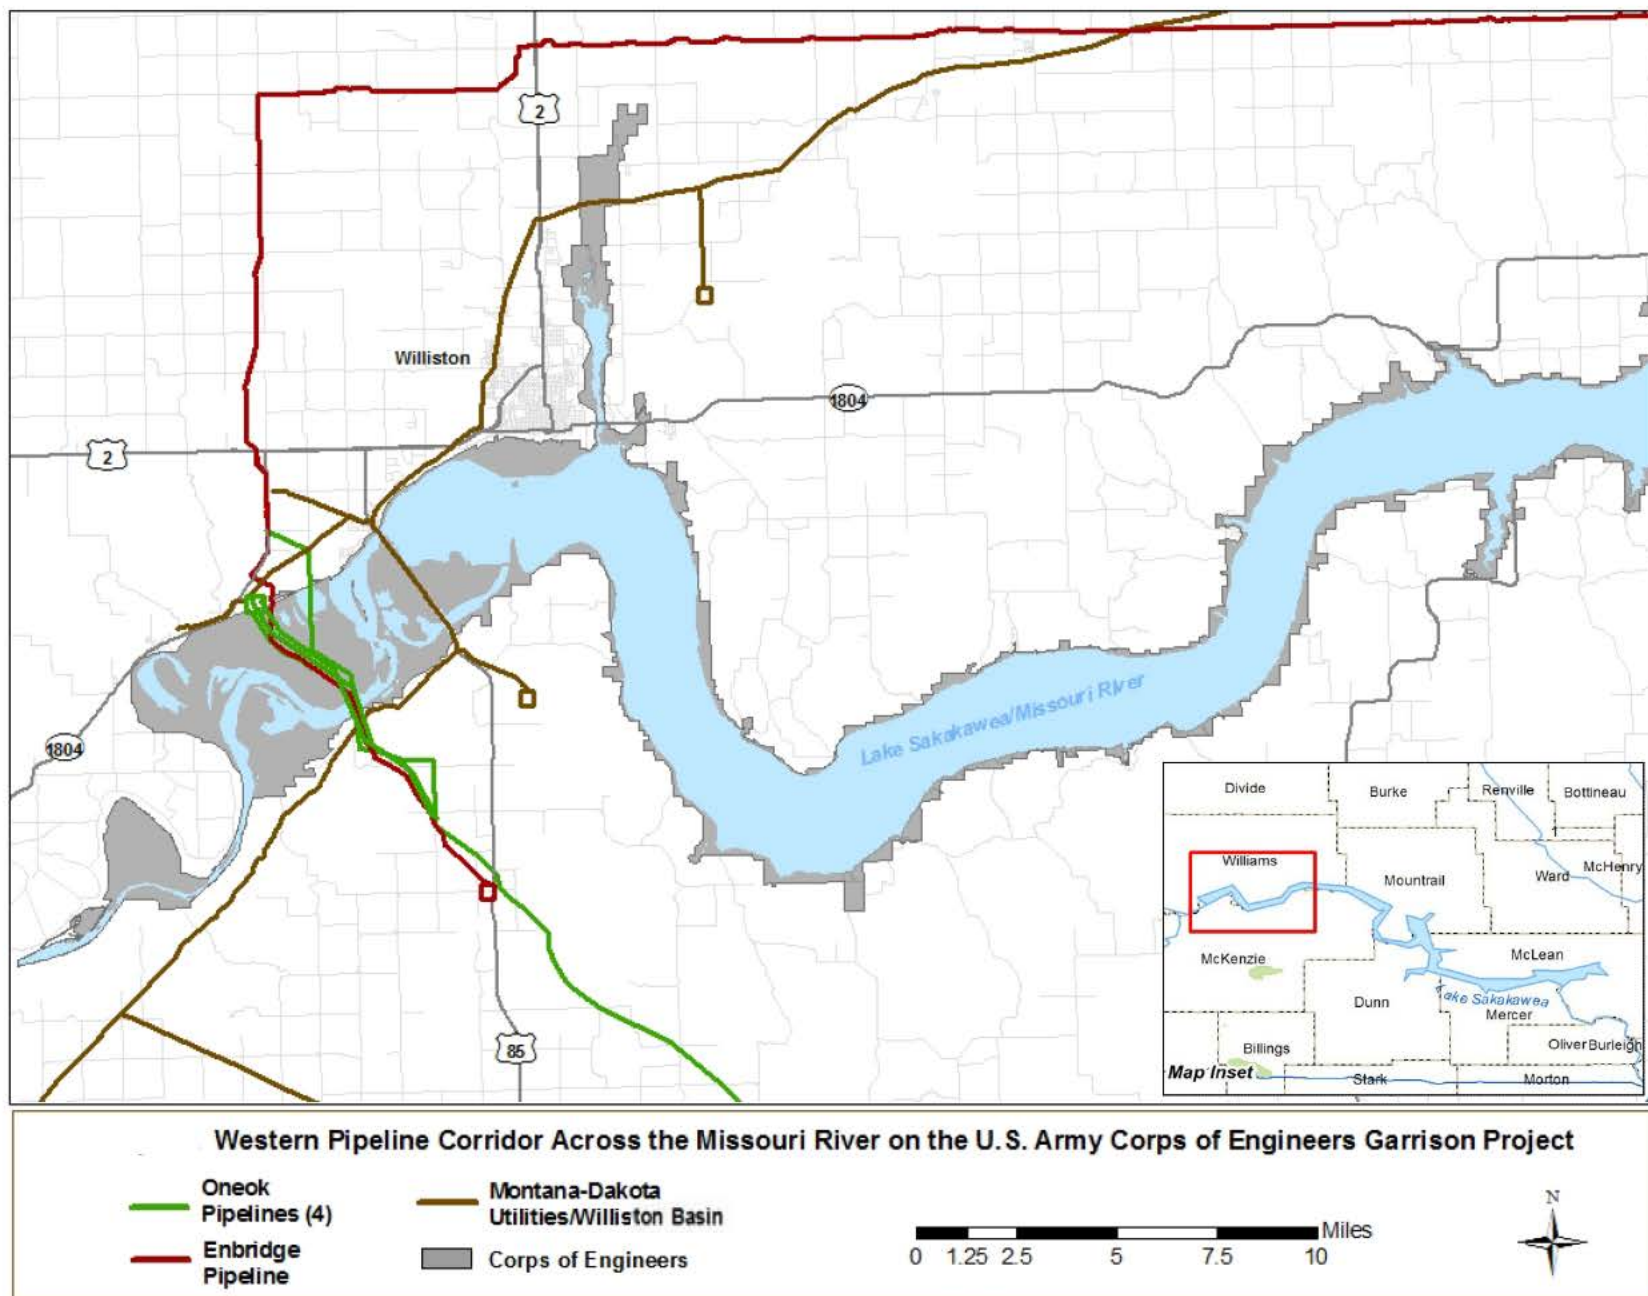 2
Williston
1804
2
Lake Sakakawea/Missouri River
1804
85
Divide
Burke
Renville
Bottineau
Williams
Mountrail
Ward
McHenry
McKenzie
McLean
Dunn
Lake Sakakawea
Mercer
Billings
Oliver
Burleigh
Map Inset
Stark
Morton
Western Pipeline Corridor Across the Missouri River on the U.S. Army Corps of Engineers Garrison Project
Oneok
Pipelines (4)
Montana-Dakota
Utilities/Williston Basin
Enbridge
Pipeline
Corps of Engineers
Miles
0 1.25 2.5 5 7.5 10
N